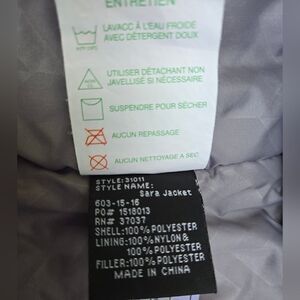 ENTRETIEN
LAVACC À L'EAU FROIDE
AVEC DÉTERGENT DOUX
UTILISER DÉTACHANT NON
JAVELLISÉ SI NÉCESSAIRE
SUSPENDRE POUR SÉCHER
AUCUN REPASSAGE
AUCUN NETTOYAGE A SEC
STYLE:31011
STYLE NAME:
Sara Jacket
603-15-16
PO# 1518013
RN# 37037
SHELL:100%POLYESTER
LINING:100%NYLON&
100%POLYESTER
FILLER:100%POLYESTER
MADE IN CHINA